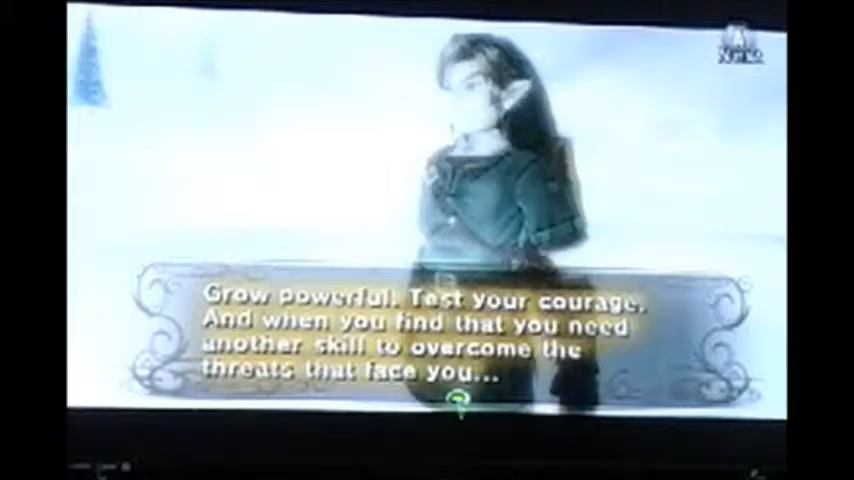 Grow powerful. Test your courage.
And when you find that you need
another skill to overcome the
threats that face you...